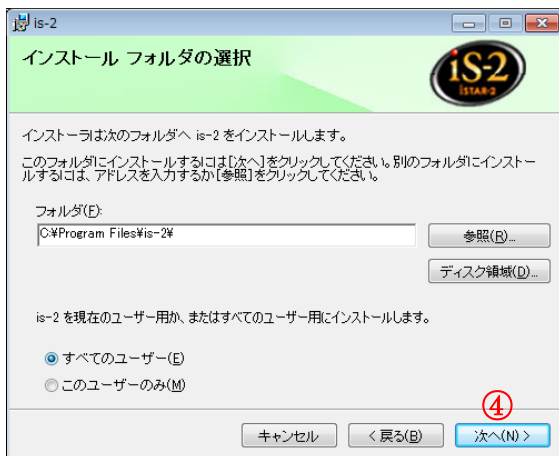 is-2
インストール フォルダの選択
iS-2
ISTAR-2
インストーラは次のフォルダへ is-2 をインストールします。
このフォルダにインストールするには[次へ]をクリックしてください。別のフォルダにインストー
ルするには、アドレスを入力するか[参照]をクリックしてください。
フォルダ(F):
C:¥Program Files¥is-2¥
参照(R)...
ディスク領域(D)...
is-2 を現在のユーザー用か、またはすべてのユーザー用にインストールします。
すべてのユーザー(E)
このユーザーのみ(M)
④
キャンセル
< 戻る(B)
次へ(N) >